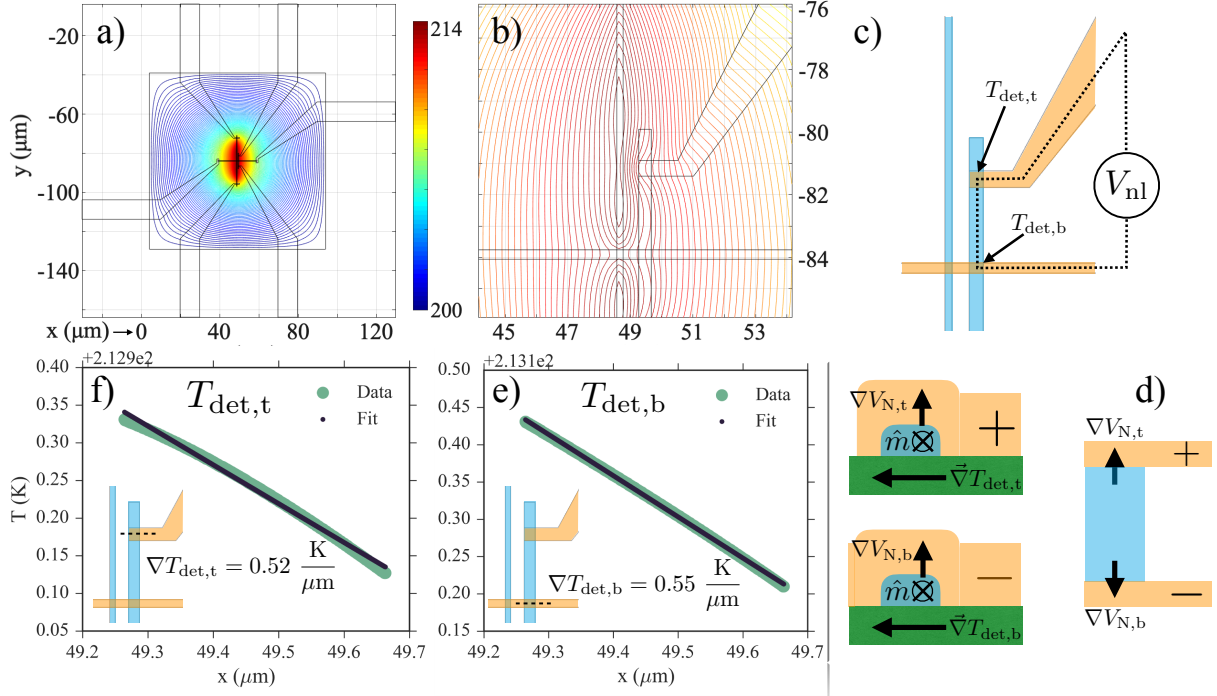 a)
y (μm)
-20
-60
-100
-140
x (μm)→0
40
80
120
214
200
b)
-76
-78
-80
-82
-84
45
47
49
51
53
c)
T_det,t
T_det,b
V_nl
f)
+2.129e2
T_det,t
Data
Fit
T (K)
0.40
0.35
0.30
0.25
0.20
0.15
0.10
0.05
∇T_det,t = 0.52 K/μm
49.2
49.3
49.4
49.5
49.6
49.7
x (μm)
e)
+2.131e2
T_det,b
Data
Fit
0.50
0.45
0.40
0.35
0.30
0.25
0.20
0.15
∇T_det,b = 0.55 K/μm
49.2
49.3
49.4
49.5
49.6
49.7
x (μm)
d)
∇V_N,t
m̂
+
∇⃗T_det,t
∇V_N,b
m̂
−
∇⃗T_det,b
∇V_N,t
+
−
∇V_N,b